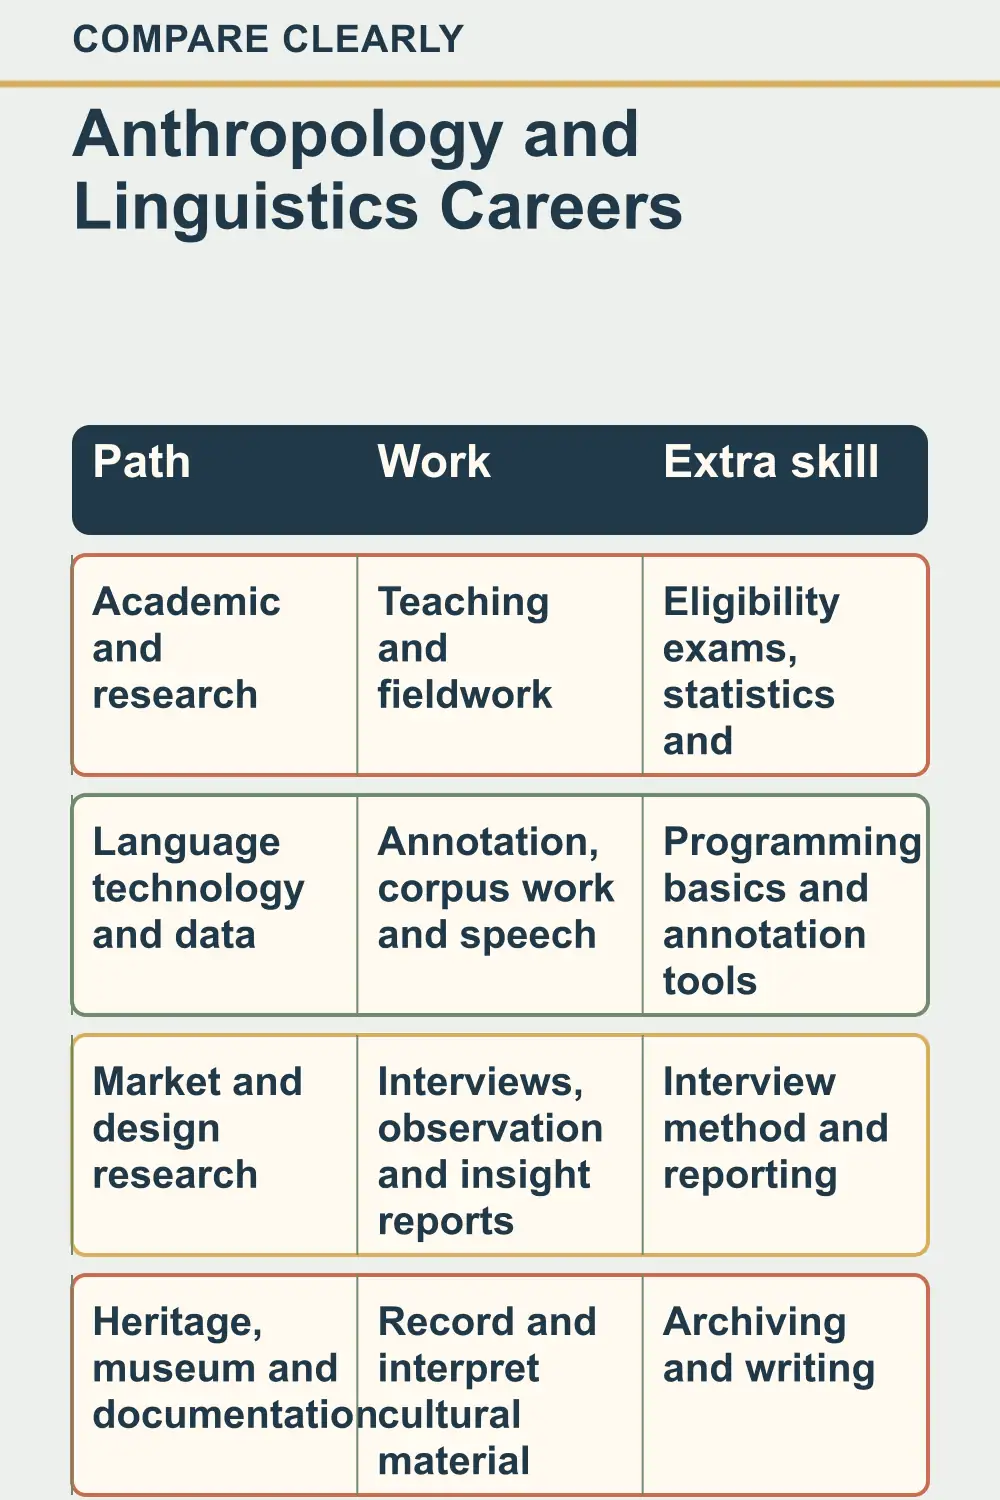 COMPARE CLEARLY
Anthropology and
Linguistics Careers
Path
Work
Extra skill
Academic
and
research
Teaching
and
fieldwork
Eligibility
exams,
statistics
and
Language
technology
and data
Annotation,
corpus work
and speech
Programming
basics and
annotation
tools
Market and
design
research
Interviews,
observation
and insight
reports
Interview
method and
reporting
Heritage,
museum and
documentation
Record and
interpret
cultural
material
Archiving
and writing